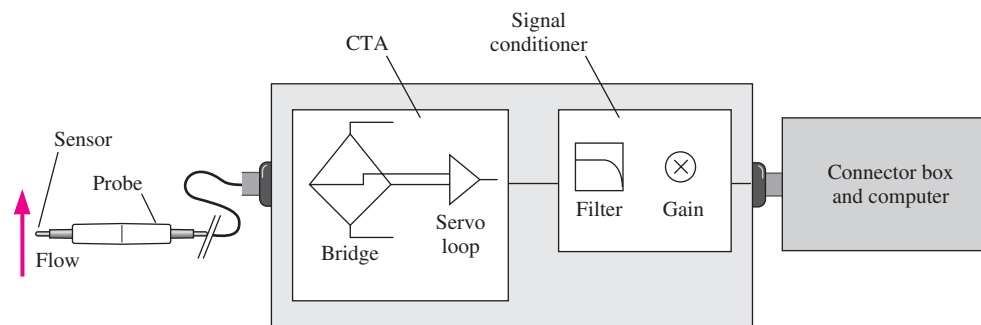 Signal
conditioner
CTA
Sensor
Probe
Flow
Bridge
Servo
loop
Filter
Gain
Connector box
and computer